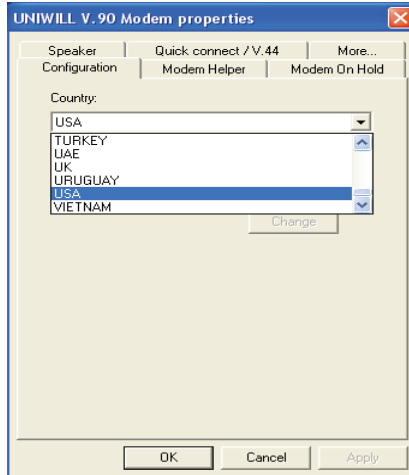 UNIWILL V.90 Modem properties
Speaker Quick connect / V.44 More...
Configuration Modem Helper Modem On Hold
Country:
USA
TURKEY
UAE
UK
URUGUAY
USA
VIETNAM
Change
OK Cancel Apply